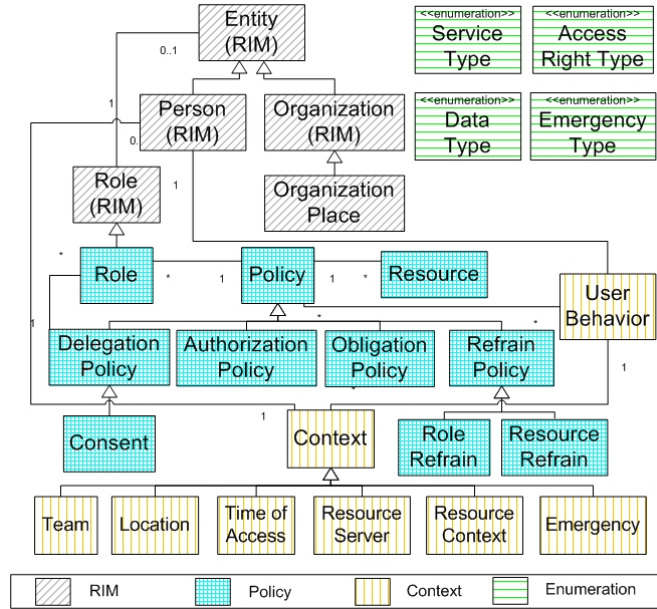 Entity
(RIM)
<<enumeration>>
Service
Type
<<enumeration>>
Access
Right Type
0..1
1
Person
(RIM)
0..
Organization
(RIM)
<<enumeration>>
Data
Type
<<enumeration>>
Emergency
Type
Role
(RIM)
1
Organization
Place
*
Role
*
1
Policy
1
*
Resource
User
Behavior
1
*
*
Delegation
Policy
Authorization
Policy
Obligation
Policy
Refrain
Policy
1
*
1
Consent
Context
Role
Refrain
Resource
Refrain
Team
Location
Time of
Access
Resource
Server
Resource
Context
Emergency
RIM
Policy
Context
Enumeration